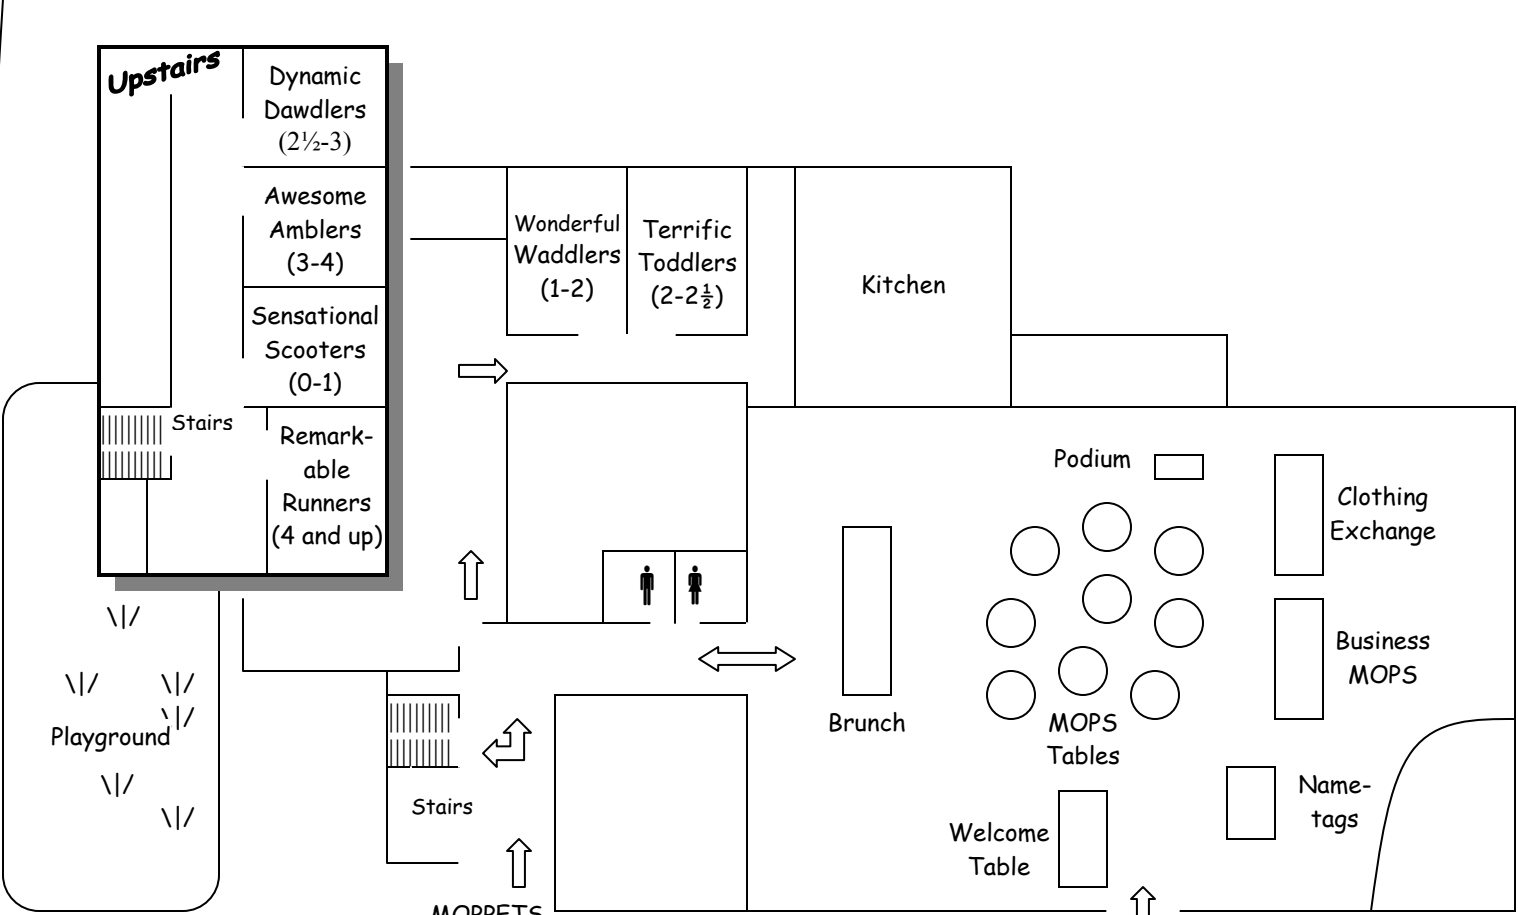 Upstairs
Dynamic
Dawdlers
(2½-3)
Awesome
Amblers
(3-4)
Sensational
Scooters
(0-1)
Stairs
Remark-
able
Runners
(4 and up)
Wonderful
Waddlers
(1-2)
Terrific
Toddlers
(2-2½)
Kitchen
Podium
Clothing
Exchange
Business
MOPS
Brunch
MOPS
Tables
Name-
tags
Welcome
Table
Playground
Stairs
MOPPETS